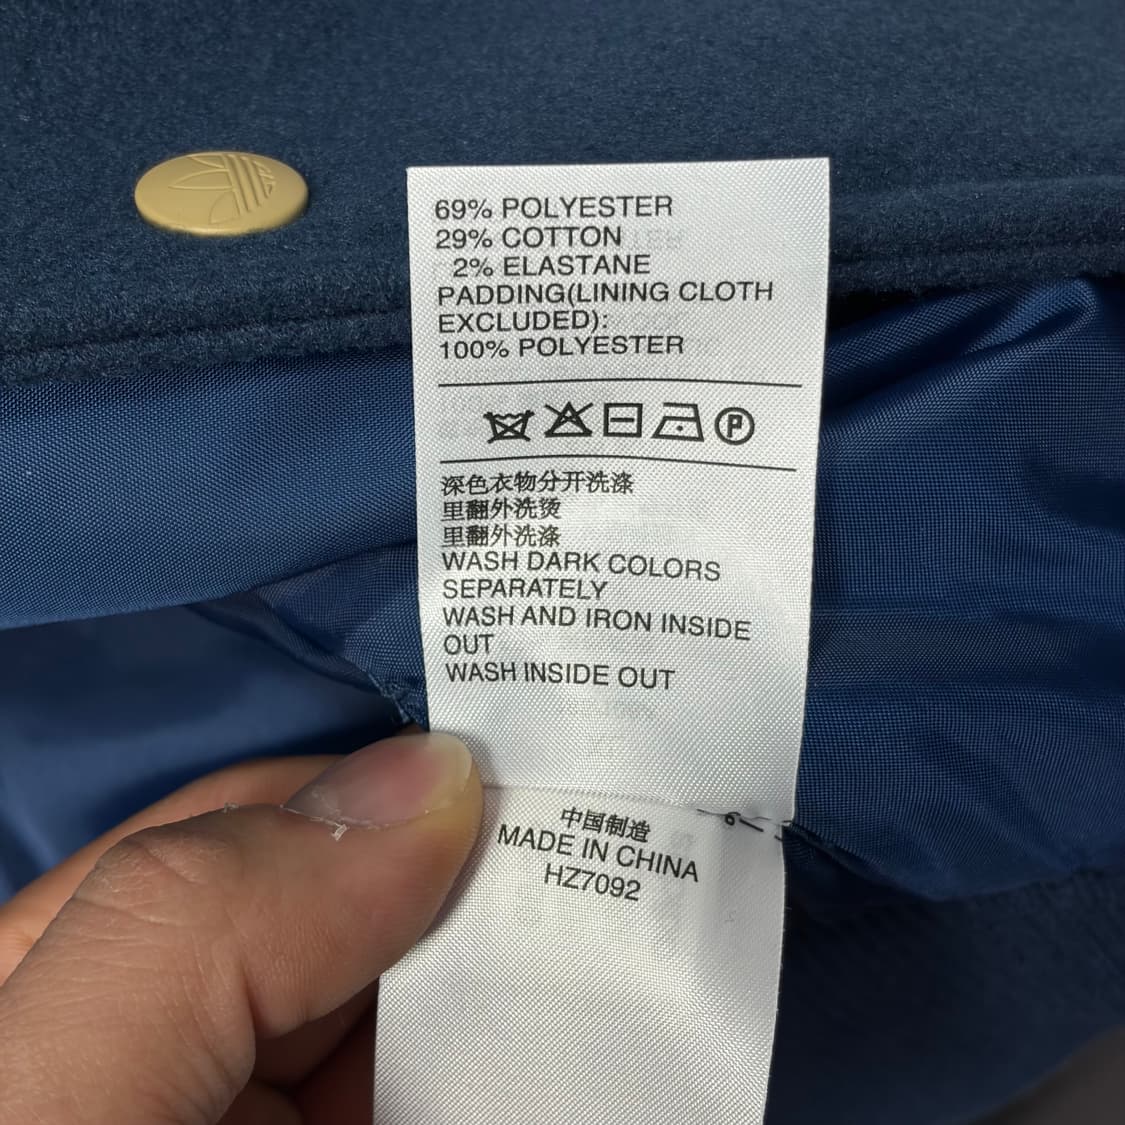 69% POLYESTER
29% COTTON
2% ELASTANE
PADDING(LINING CLOTH
EXCLUDED):
100% POLYESTER
P
深色衣物分开洗涤
里翻外洗烫
里翻外洗涤
WASH DARK COLORS
SEPARATELY
WASH AND IRON INSIDE
OUT
WASH INSIDE OUT
中国制造
MADE IN CHINA
HZ7092